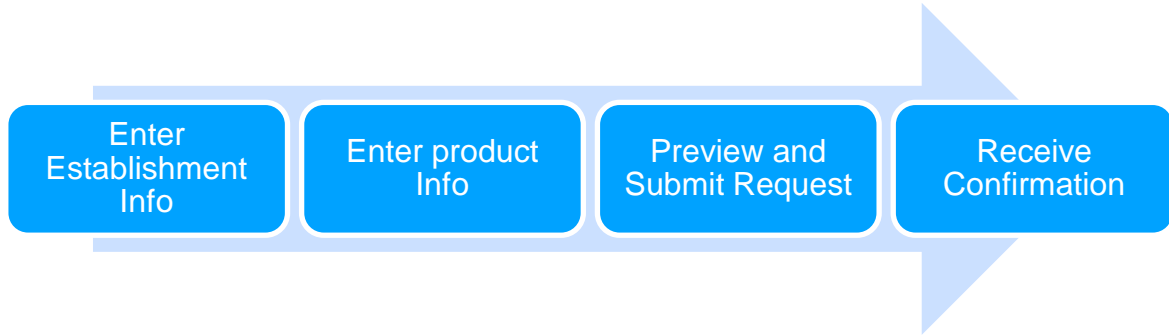 Enter
Establishment
Info
Enter product
Info
Preview and
Submit Request
Receive
Confirmation